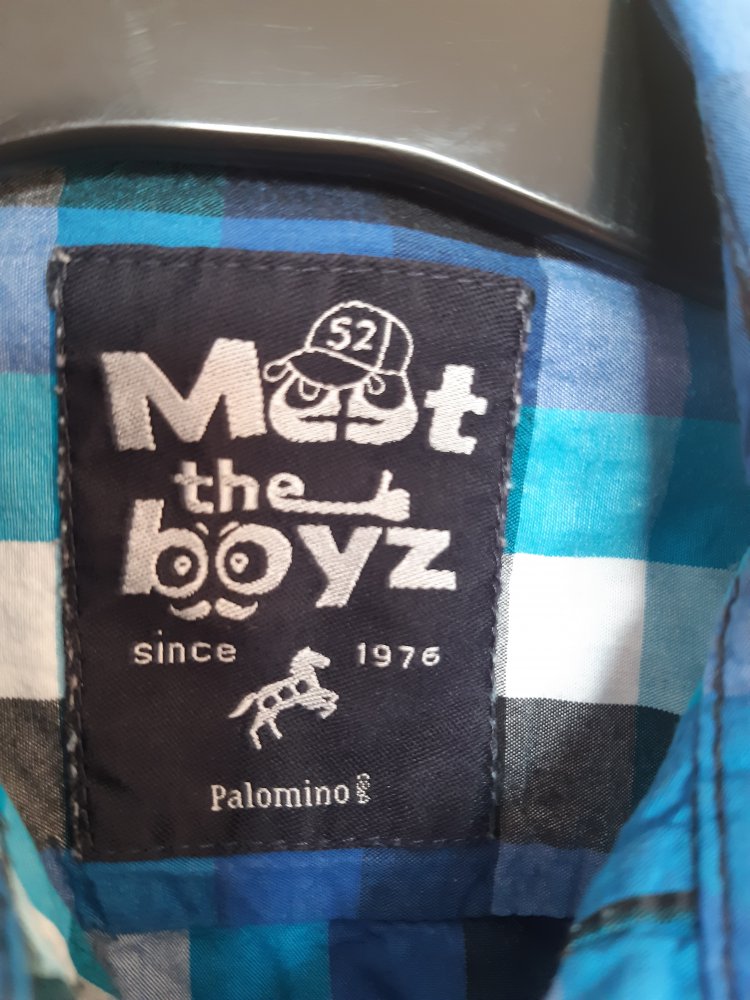 52
Meet
the
boyz
since 1976
Palomino